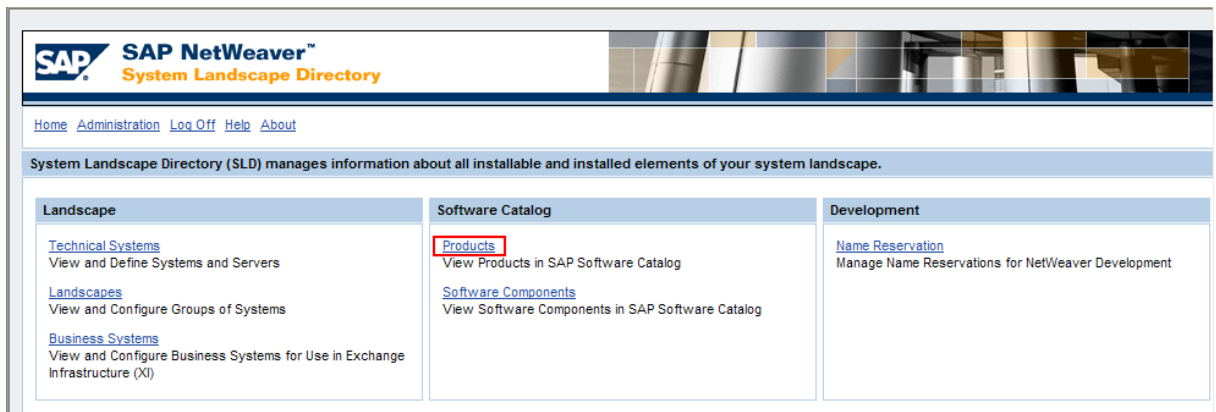 SAP
SAP NetWeaver™
System Landscape Directory
Home Administration Log Off Help About
System Landscape Directory (SLD) manages information about all installable and installed elements of your system landscape.
Landscape
Technical Systems
View and Define Systems and Servers
Landscapes
View and Configure Groups of Systems
Business Systems
View and Configure Business Systems for Use in Exchange
Infrastructure (XI)
Software Catalog
Products
View Products in SAP Software Catalog
Software Components
View Software Components in SAP Software Catalog
Development
Name Reservation
Manage Name Reservations for NetWeaver Development